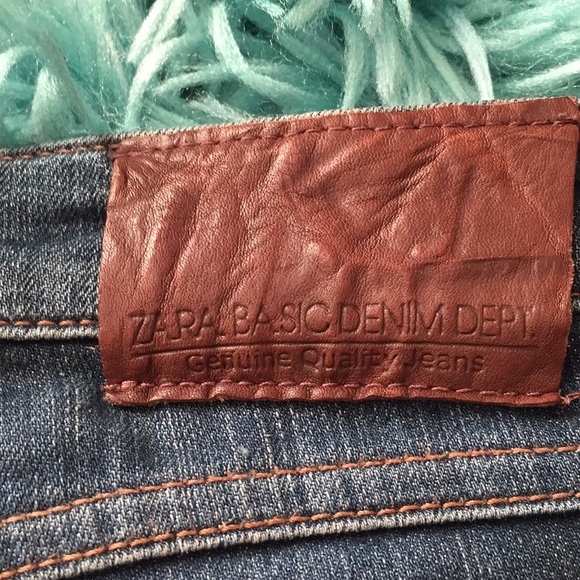 ZARA BASIC DENIM DEPT.
Genuine Quality Jeans